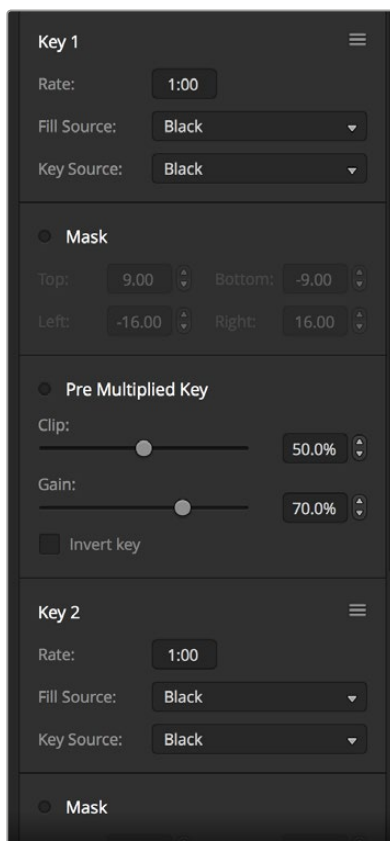 Key 1
Rate: 1:00
Fill Source: Black
Key Source: Black
Mask
Top: 9.00 Bottom: -9.00
Left: -16.00 Right: 16.00
Pre Multiplied Key
Clip:
50.0%
Gain:
70.0%
Invert key
Key 2
Rate: 1:00
Fill Source: Black
Key Source: Black
Mask